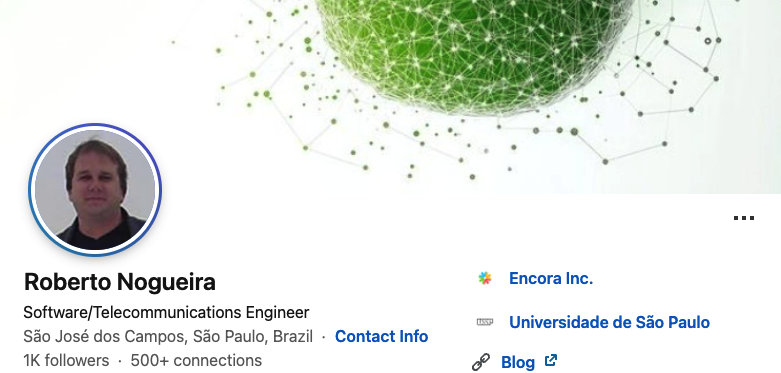 Roberto Nogueira
Software/Telecommunications Engineer
São José dos Campos, São Paulo, Brazil · Contact Info
1K followers · 500+ connections
Encora Inc.
Universidade de São Paulo
Blog